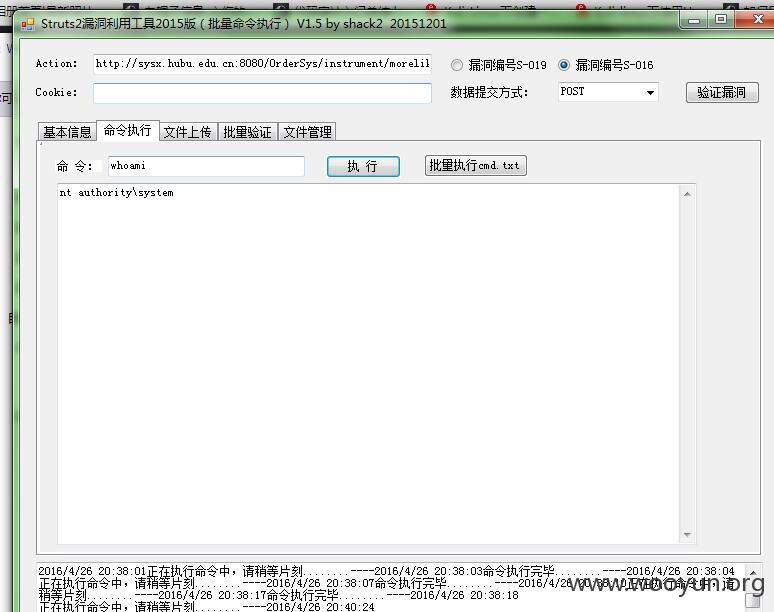 Struts2漏洞利用工具2015版（批量命令执行） V1.5 by shack2 20151201
Action: http://sysx.hubu.edu.cn:8080/OrderSys/instrument/morelik 漏洞编号S-019 漏洞编号S-016
Cookie: 数据提交方式： POST 验证漏洞
基本信息 命令执行 文件上传 批量验证 文件管理
命 令： whoami 执 行 批量执行cmd.txt
nt authority\system
2016/4/26 20:38:01正在执行命令中，请稍等片刻........----2016/4/26 20:38:03命令执行完毕........----2016/4/26 20:38:04
正在执行命令中，请稍等片刻........----2016/4/26 20:38:07命令执行完毕........----2016/4/26 正在执行命令中，请
稍等片刻........----2016/4/26 20:38:17命令执行完毕........----2016/4/26 20:38:18
正在执行命令中，请稍等片刻........----2016/4/26 20:40:24
www.wooyun.org